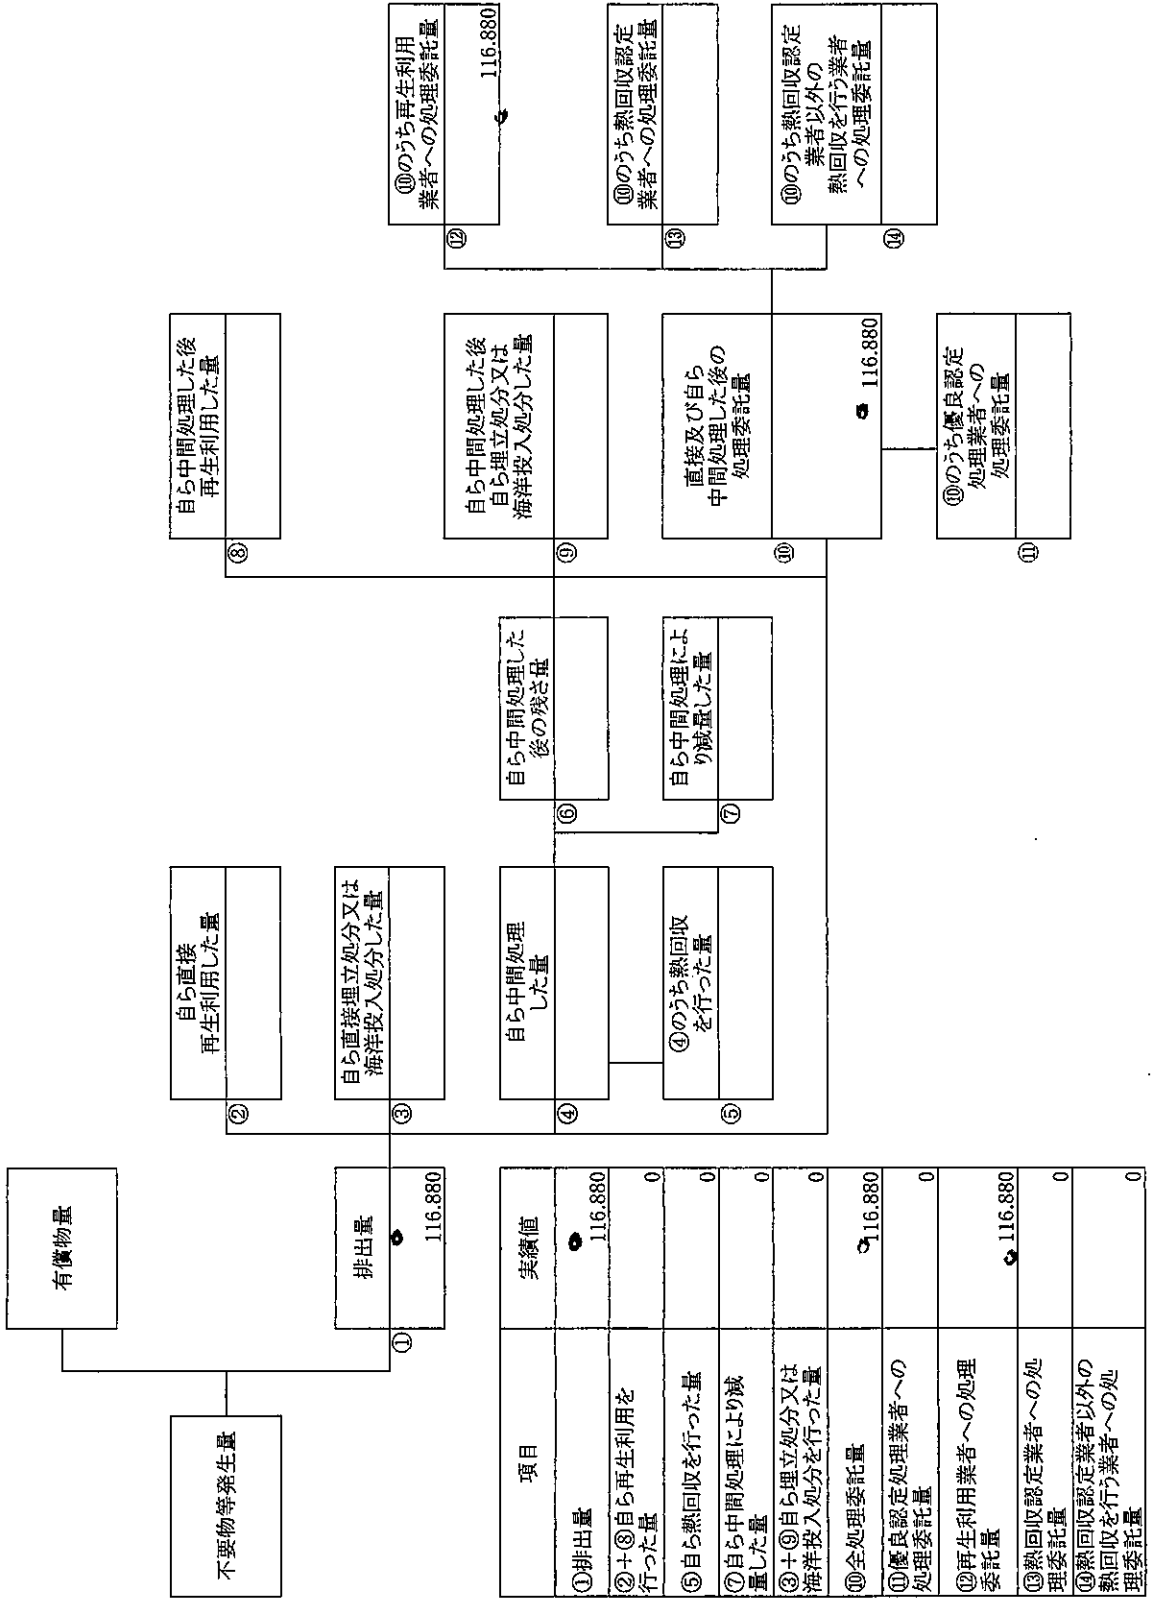 不要物等発生量
有償物量
排出量
①
116.880
②
自ら直接
再生利用した量
③
自ら直接埋立処分又は
海洋投入処分した量
④
自ら中間処理
した量
⑤
④のうち熱回収
を行った量
⑥
自ら中間処理した
後の残さ量
⑦
自ら中間処理によ
り減量した量
⑧
自ら中間処理した後
再生利用した量
⑨
自ら中間処理した後
自ら埋立処分又は
海洋投入処分した量
⑩
直接及び自ら
中間処理した後の
処理委託量
116.880
⑪
⑩のうち優良認定
処理業者への
処理委託量
⑫
⑩のうち再生利用
業者への処理委託量
116.880
⑬
⑩のうち熱回収認定
業者への処理委託量
⑭
⑩のうち熱回収認定
業者以外の
熱回収を行う業者
への処理委託量
項目
実績値
①排出量
116.880
②+⑧自ら再生利用を
行った量
0
⑤自ら熱回収を行った量
0
⑦自ら中間処理により減
量した量
0
③+⑨自ら埋立処分又は
海洋投入処分を行った量
0
⑩全処理委託量
116.880
⑪優良認定処理業者への
処理委託量
0
⑫再生利用業者への処理
委託量
116.880
⑬熱回収認定業者への処
理委託量
0
⑭熱回収認定業者以外の
熱回収を行う業者への処
理委託量
0